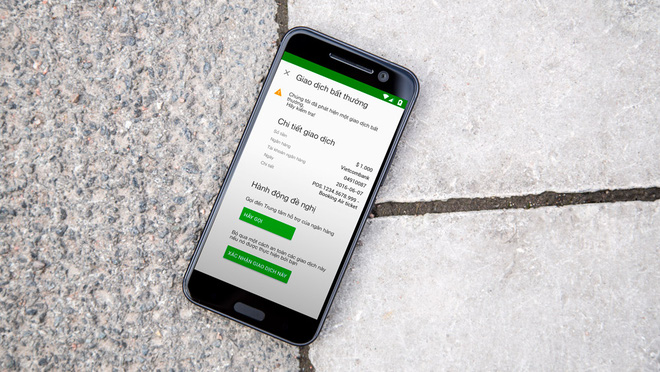 Giao dịch bất thường
Chúng tôi đã phát hiện một giao dịch bất
thường.
Hãy kiểm tra!
Chi tiết giao dịch
Số tiền
$ 1.000
Ngân hàng
Vietcombank
Tài khoản ngân hàng
04910087
Ngày
2016-06-07
Chi tiết
POS.1234.5678.999 -
Booking Air ticket
Hành động đề nghị
Gọi đến Trung tâm hỗ trợ của ngân hàng
HÃY GỌI
Bỏ qua một cách an toàn các giao dịch này
nếu nó được thực hiện bởi bạn
XÁC NHẬN GIAO DỊCH NÀY